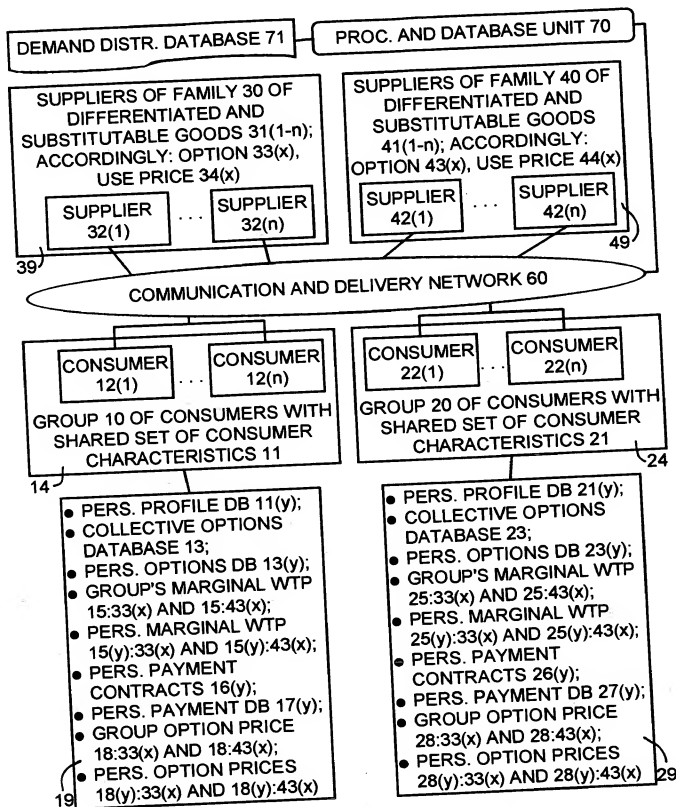 DEMAND DISTR. DATABASE 71
PROC. AND DATABASE UNIT 70
SUPPLIERS OF FAMILY 30 OF
DIFFERENTIATED AND
SUBSTITUTABLE GOODS 31(1-n);
ACCORDINGLY: OPTION 33(x),
USE PRICE 34(x)
SUPPLIER
32(1)
. . .
SUPPLIER
32(n)
39
SUPPLIERS OF FAMILY 40 OF
DIFFERENTIATED AND
SUBSTITUTABLE GOODS
41(1-n); ACCORDINGLY:
OPTION 43(x), USE PRICE 44(x)
SUPPLIER
42(1)
. . .
SUPPLIER
42(n)
49
COMMUNICATION AND DELIVERY NETWORK 60
CONSUMER
12(1)
. . .
CONSUMER
12(n)
GROUP 10 OF CONSUMERS WITH
SHARED SET OF CONSUMER
CHARACTERISTICS 11
14
CONSUMER
22(1)
. . .
CONSUMER
22(n)
GROUP 20 OF CONSUMERS WITH
SHARED SET OF CONSUMER
CHARACTERISTICS 21
24
● PERS. PROFILE DB 11(y);
● COLLECTIVE OPTIONS
DATABASE 13;
● PERS. OPTIONS DB 13(y);
● GROUP'S MARGINAL WTP
15:33(x) AND 15:43(x);
● PERS. MARGINAL WTP
15(y):33(x) AND 15(y):43(x);
● PERS. PAYMENT
CONTRACTS 16(y);
● PERS. PAYMENT DB 17(y);
● GROUP OPTION PRICE
18:33(x) AND 18:43(x);
● PERS. OPTION PRICES
18(y):33(x) AND 18(y):43(x)
19
● PERS. PROFILE DB 21(y);
● COLLECTIVE OPTIONS
DATABASE 23;
● PERS. OPTIONS DB 23(y);
● GROUP'S MARGINAL WTP
25:33(x) AND 25:43(x);
● PERS. MARGINAL WTP
25(y):33(x) AND 25(y):43(x);
● PERS. PAYMENT
CONTRACTS 26(y);
● PERS. PAYMENT DB 27(y);
● GROUP OPTION PRICE
28:33(x) AND 28:43(x);
● PERS. OPTION PRICES
28(y):33(x) AND 28(y):43(x)
29